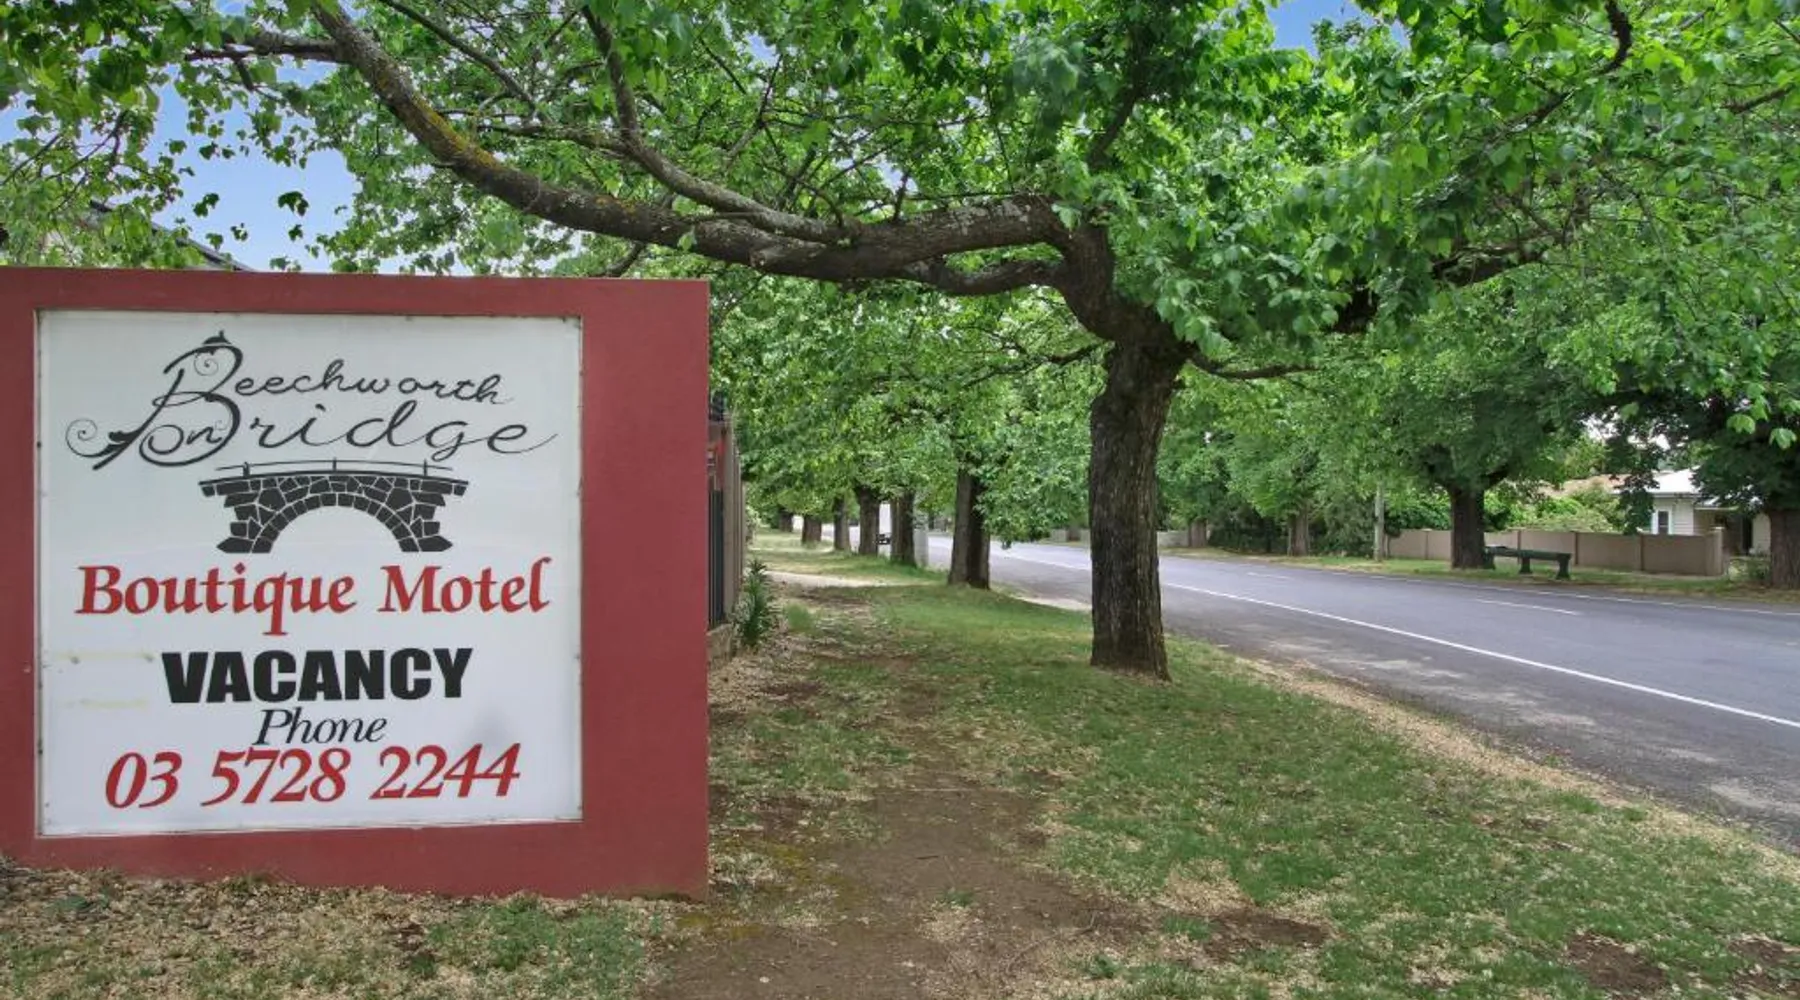 Beechworth
on Bridge
Boutique Motel
VACANCY
Phone
03 5728 2244